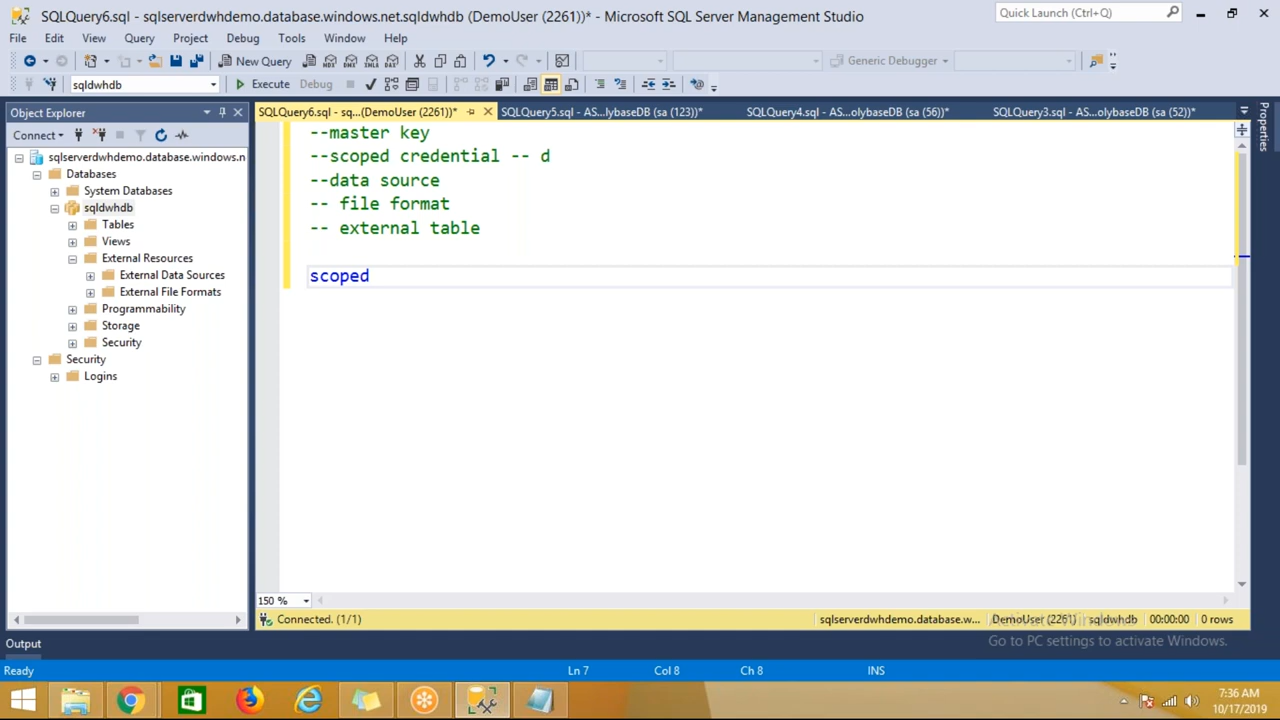 SQLQuery6.sql - sqlserverdwhdemo.database.windows.net.sqldwhdb (DemoUser (2261))* - Microsoft SQL Server Management Studio
Quick Launch (Ctrl+Q)
File Edit View Query Project Debug Tools Window Help
New Query
Generic Debugger
sqldwhdb
Execute Debug
Object Explorer
SQLQuery6.sql - sq...(DemoUser (2261))*
SQLQuery5.sql - AS...lybaseDB (sa (123))*
SQLQuery4.sql - AS...olybaseDB (sa (56))*
SQLQuery3.sql - AS...olybaseDB (sa (52))*
Properties
Connect
sqlserverdwhdemo.database.windows.n
Databases
System Databases
sqldwhdb
Tables
Views
External Resources
External Data Sources
External File Formats
Programmability
Storage
Security
Security
Logins
--master key
--scoped credential -- d
--data source
-- file format
-- external table
scoped
150 %
Connected. (1/1)
sqlserverdwhdemo.database.w... DemoUser (2261) sqldwhdb 00:00:00 0 rows
Activate Windows
Go to PC settings to activate Windows.
Output
Ready
Ln 7 Col 8 Ch 8 INS
7:36 AM
10/17/2019